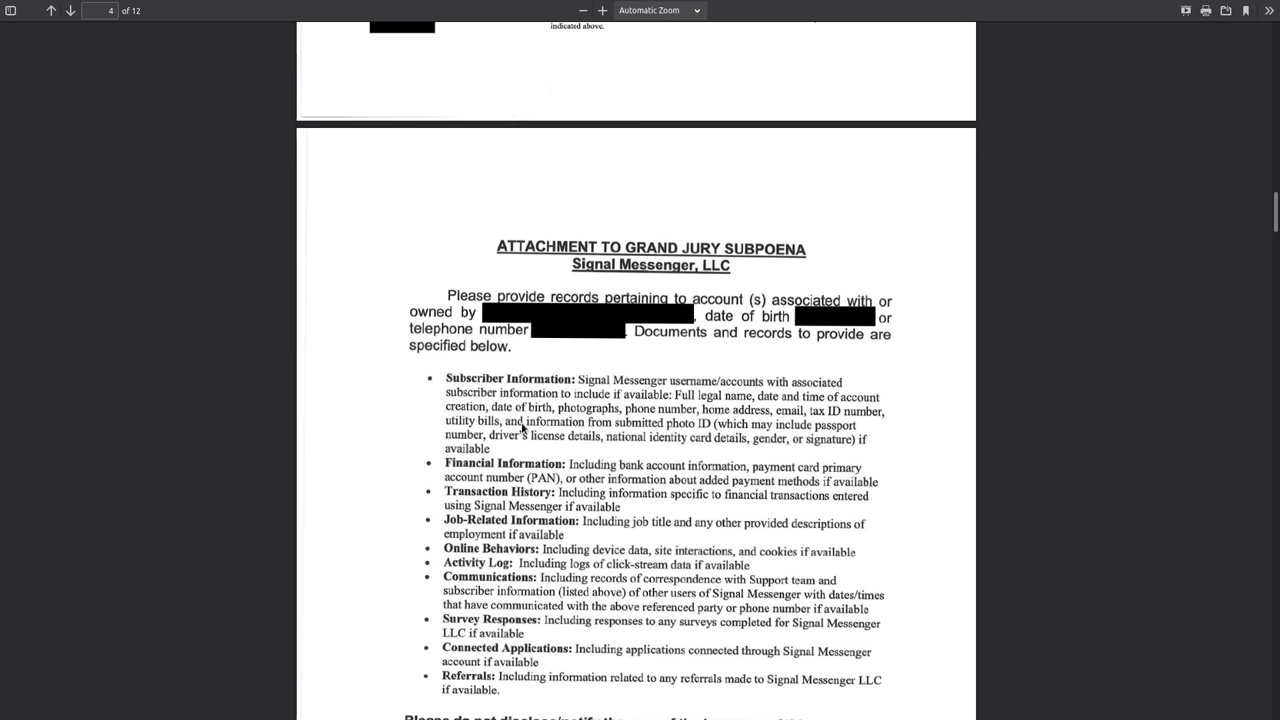 4 of 12
Automatic Zoom
indicated above.
ATTACHMENT TO GRAND JURY SUBPOENA
Signal Messenger, LLC
Please provide records pertaining to account (s) associated with or
owned by , date of birth or
telephone number . Documents and records to provide are
specified below.
• Subscriber Information: Signal Messenger username/accounts with associated
subscriber information to include if available: Full legal name, date and time of account
creation, date of birth, photographs, phone number, home address, email, tax ID number,
utility bills, and information from submitted photo ID (which may include passport
number, driver's license details, national identity card details, gender, or signature) if
available
• Financial Information: Including bank account information, payment card primary
account number (PAN), or other information about added payment methods if available
• Transaction History: Including information specific to financial transactions entered
using Signal Messenger if available
• Job-Related Information: Including job title and any other provided descriptions of
employment if available
• Online Behaviors: Including device data, site interactions, and cookies if available
• Activity Log: Including logs of click-stream data if available
• Communications: Including records of correspondence with Support team and
subscriber information (listed above) of other users of Signal Messenger with dates/times
that have communicated with the above referenced party or phone number if available
• Survey Responses: Including responses to any surveys completed for Signal Messenger
LLC if available
• Connected Applications: Including applications connected through Signal Messenger
account if available
• Referrals: Including information related to any referrals made to Signal Messenger LLC
if available.